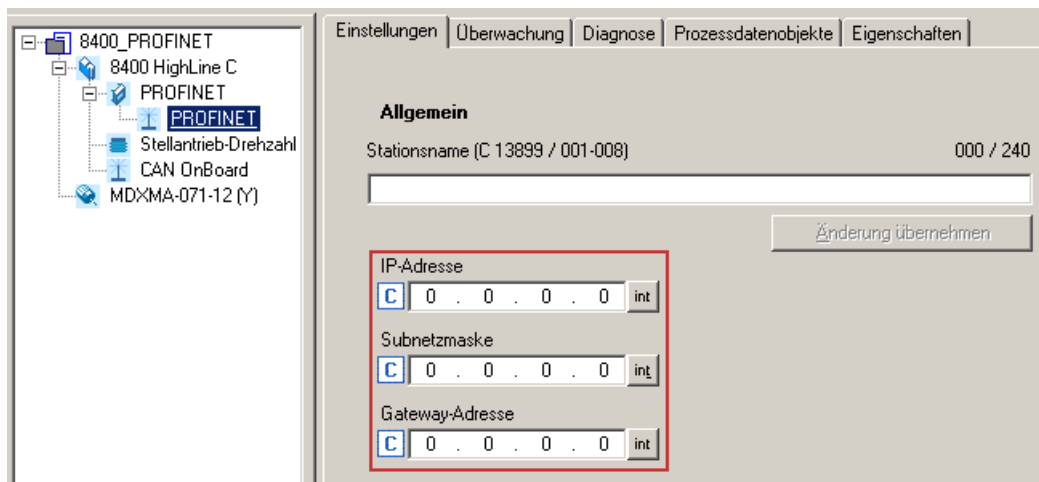 8400_PROFINET
8400 HighLine C
PROFINET
PROFINET
Stellantrieb-Drehzahl
CAN OnBoard
MDXMA-071-12 (Y)
Einstellungen Überwachung Diagnose Prozessdatenobjekte Eigenschaften
Allgemein
Stationsname (C 13899 / 001-008) 000 / 240
Änderung übernehmen
IP-Adresse
C 0 . 0 . 0 . 0 int
Subnetzmaske
C 0 . 0 . 0 . 0 int
Gateway-Adresse
C 0 . 0 . 0 . 0 int